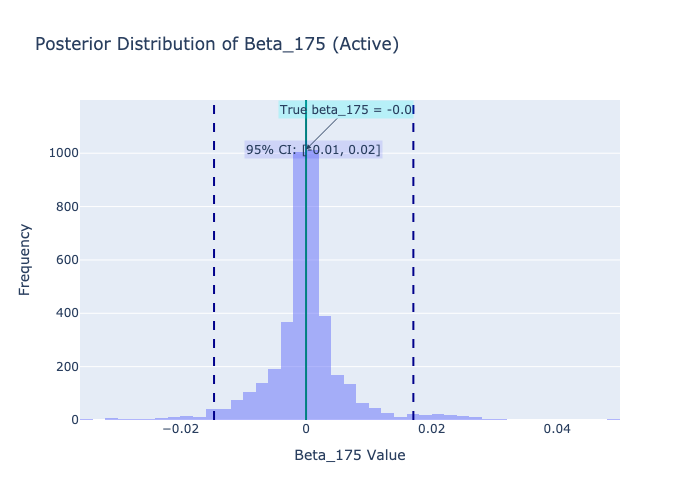 Posterior Distribution of Beta_175 (Active)
True beta_175 = -0.0
95% CI: [-0.01, 0.02]
1000
800
600
400
200
0
Frequency
−0.02
0
0.02
0.04
Beta_175 Value